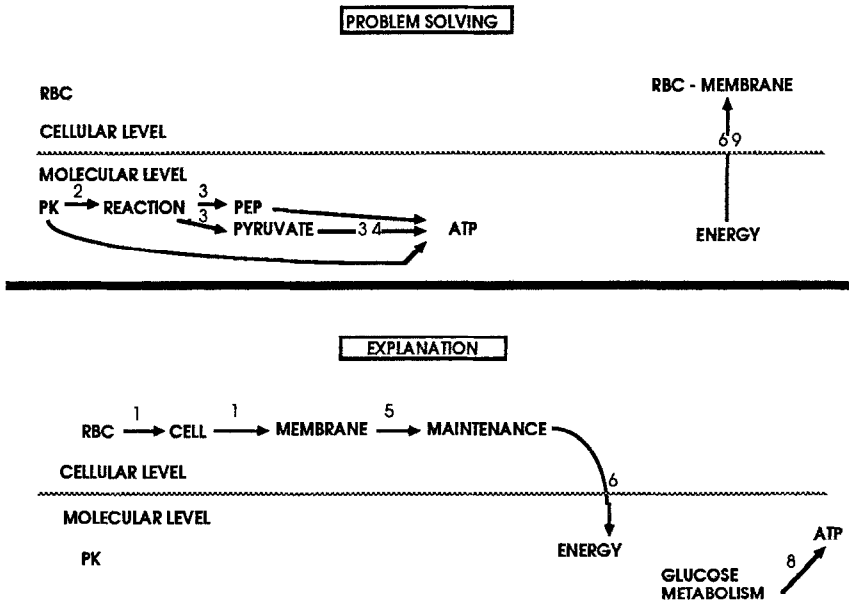 PROBLEM SOLVING
RBC
RBC - MEMBRANE
CELLULAR LEVEL
6 9
MOLECULAR LEVEL
2 3
PK REACTION PEP
3
PYRUVATE 3 4 ATP
ENERGY
EXPLANATION
1 1 5
RBC CELL MEMBRANE MAINTENANCE
CELLULAR LEVEL
6
MOLECULAR LEVEL
ATP
PK ENERGY
8
GLUCOSE
METABOLISM